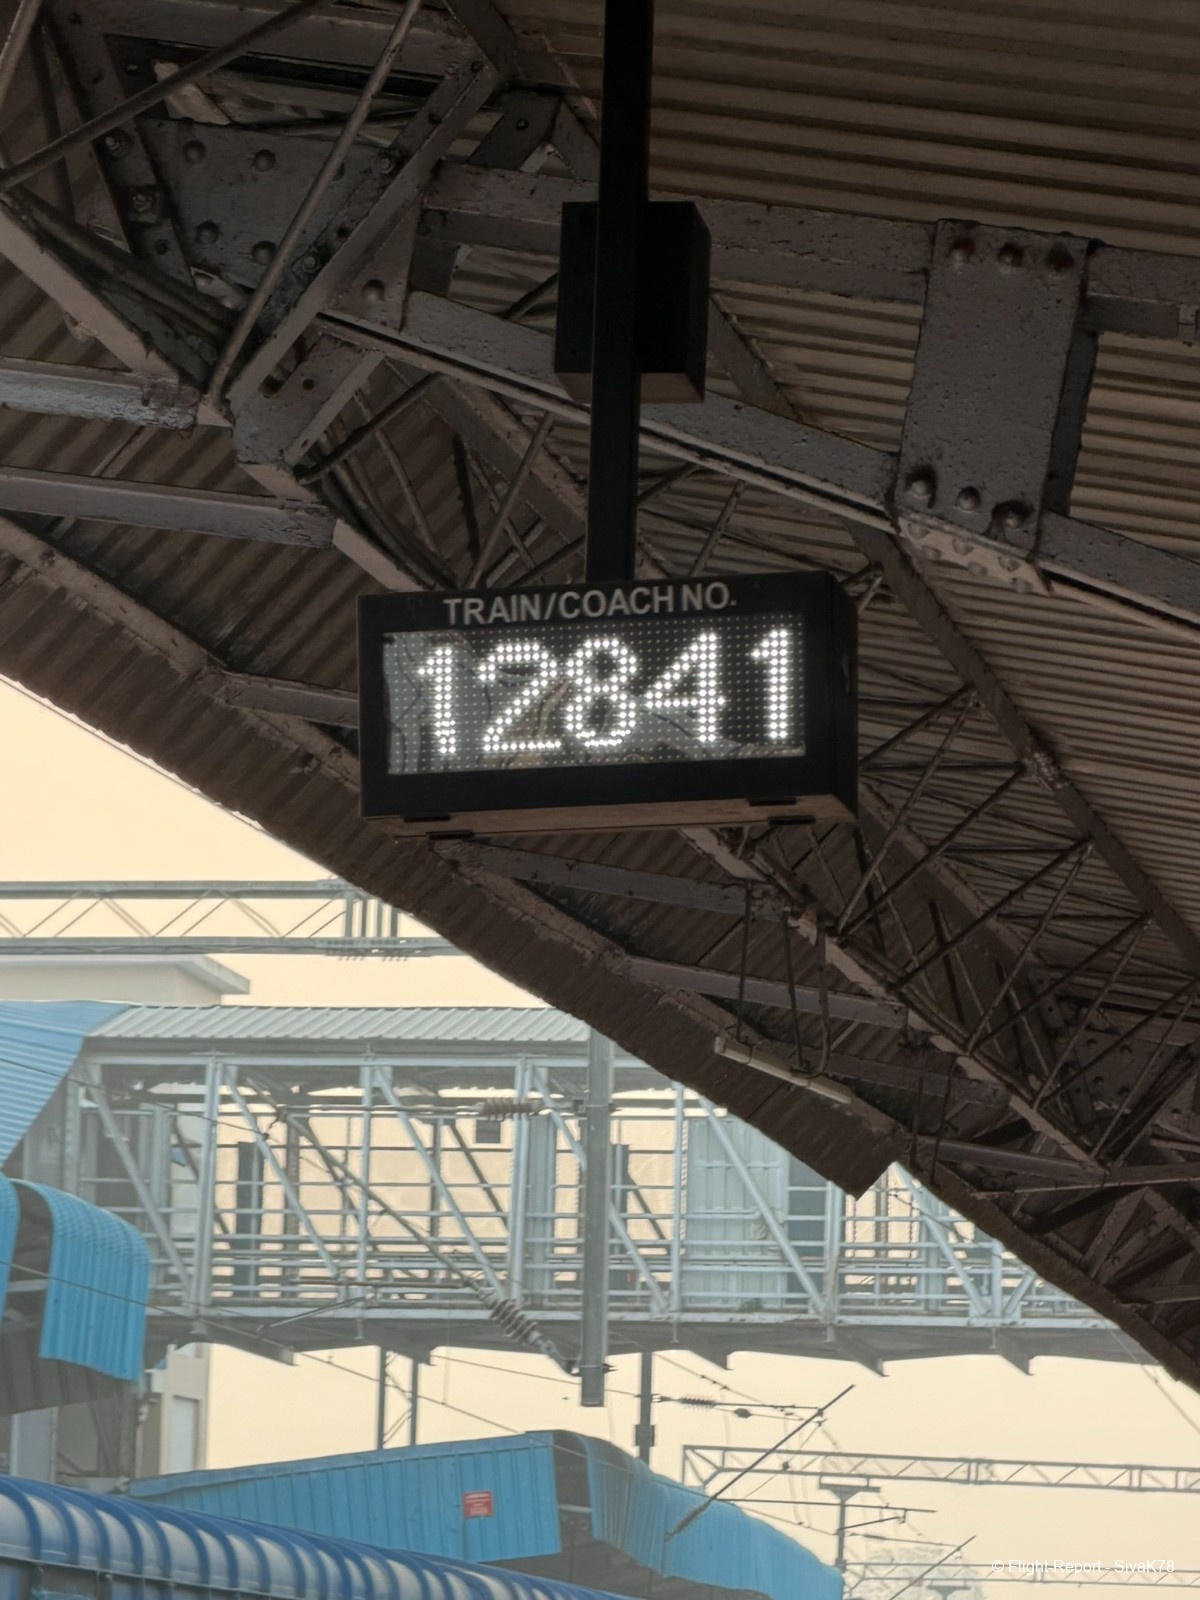 TRAIN/COACH NO.
12841
© Flight-Report - SivaK78